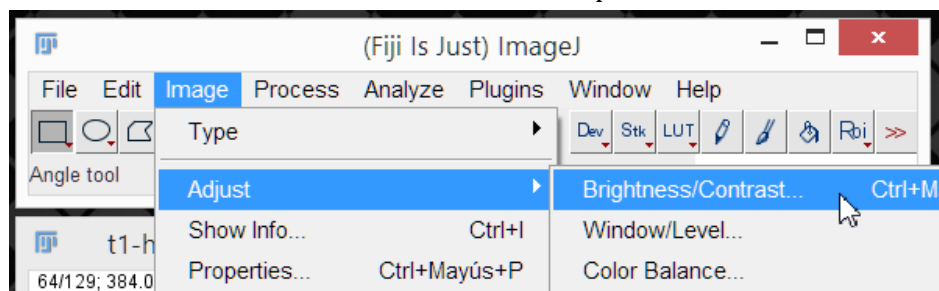 (Fiji Is Just) ImageJ
File Edit Image Process Analyze Plugins Window Help
Type Dev Stk LUT >>
Angle tool
Adjust Brightness/Contrast... Ctrl+M
Show Info... Ctrl+I Window/Level...
t1-h
Properties... Ctrl+Mayús+P Color Balance...
64/129; 384.0